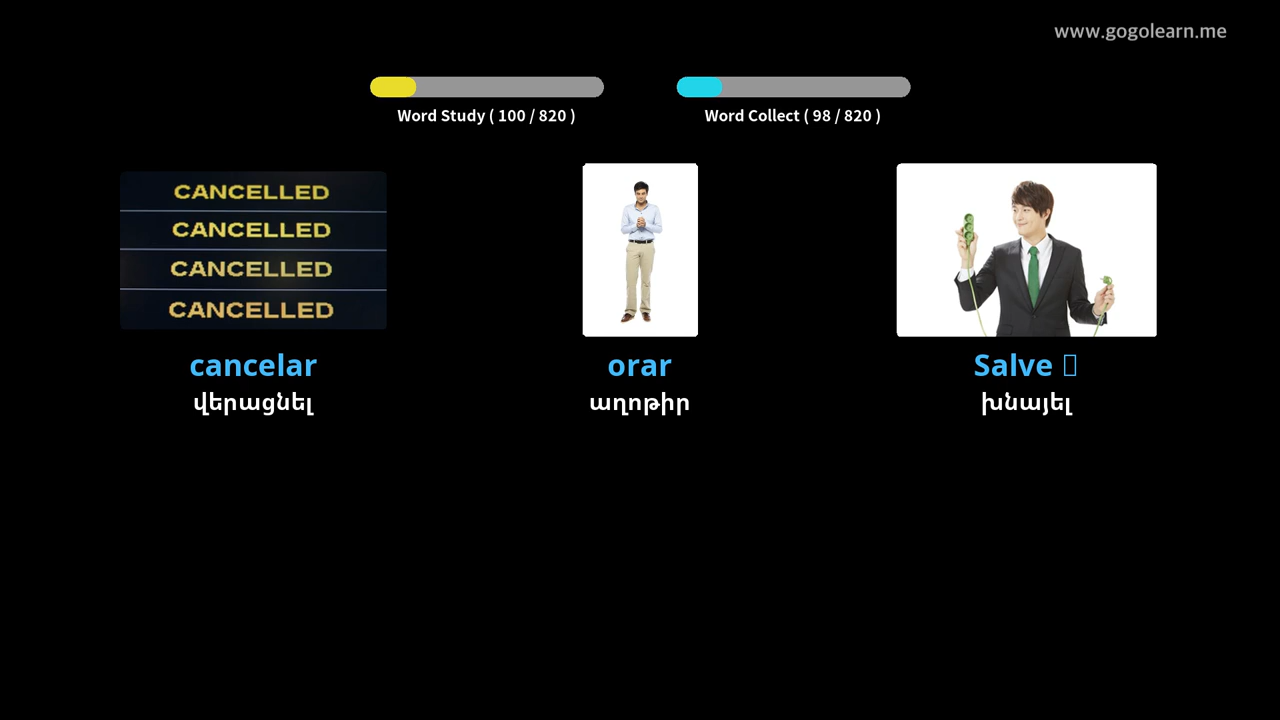 www.gogolearn.me
Word Study ( 100 / 820 )
Word Collect ( 98 / 820 )
CANCELLED
CANCELLED
CANCELLED
CANCELLED
cancelar
orar
Salve
վերացնել
աղոթիր
խնայել